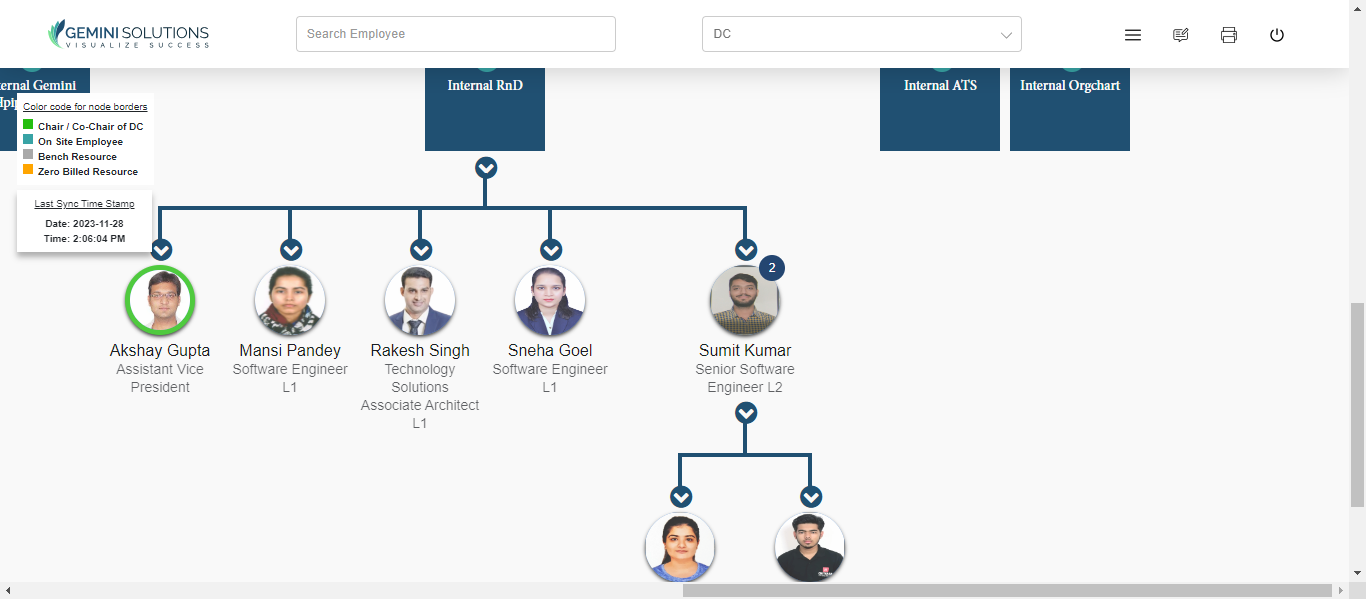 GEMINI SOLUTIONS
VISUALIZE SUCCESS
Search Employee
DC
Gemini
Internal RnD
Internal ATS
Internal Orgchart
Color code for node borders
Chair / Co-Chair of DC
On Site Employee
Bench Resource
Zero Billed Resource
Last Sync Time Stamp
Date: 2023-11-28
Time: 2:06:04 PM
2
Akshay Gupta
Assistant Vice
President
Mansi Pandey
Software Engineer
L1
Rakesh Singh
Technology
Solutions
Associate Architect
L1
Sneha Goel
Software Engineer
L1
Sumit Kumar
Senior Software
Engineer L2